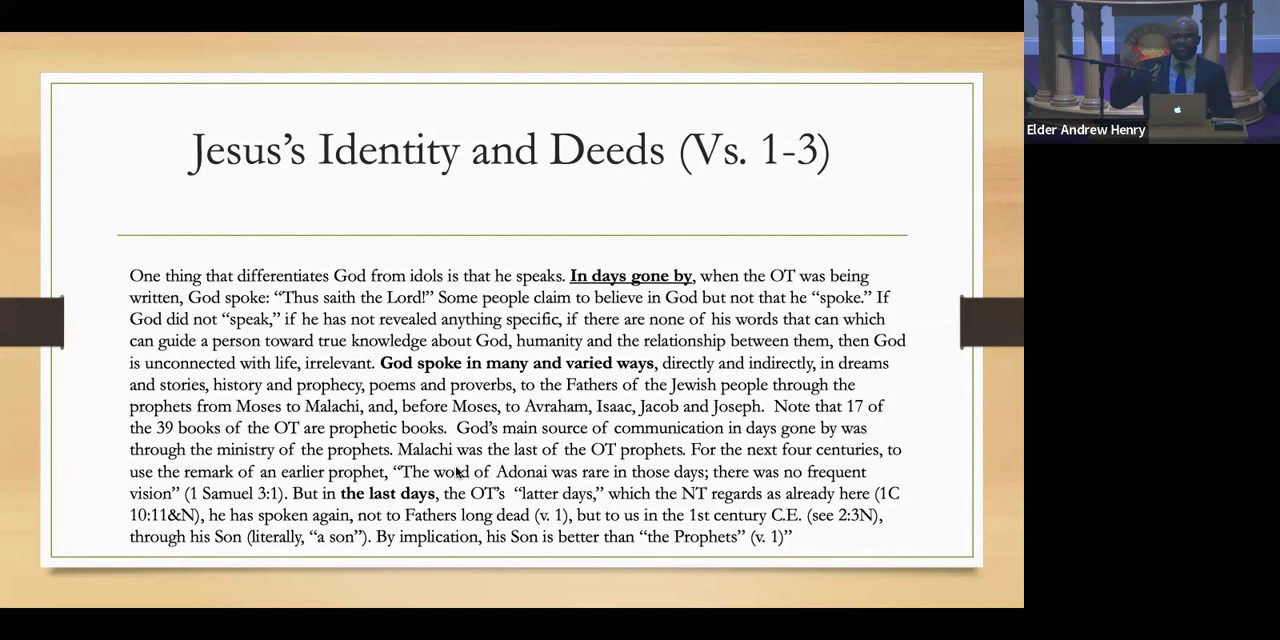 Jesus's Identity and Deeds (Vs. 1-3)
One thing that differentiates God from idols is that he speaks. In days gone by, when the OT was being
written, God spoke: “Thus saith the Lord!” Some people claim to believe in God but not that he “spoke.” If
God did not “speak,” if he has not revealed anything specific, if there are none of his words that can which
can guide a person toward true knowledge about God, humanity and the relationship between them, then God
is unconnected with life, irrelevant. God spoke in many and varied ways, directly and indirectly, in dreams
and stories, history and prophecy, poems and proverbs, to the Fathers of the Jewish people through the
prophets from Moses to Malachi, and, before Moses, to Avraham, Isaac, Jacob and Joseph. Note that 17 of
the 39 books of the OT are prophetic books. God's main source of communication in days gone by was
through the ministry of the prophets. Malachi was the last of the OT prophets. For the next four centuries, to
use the remark of an earlier prophet, “The word of Adonai was rare in those days; there was no frequent
vision” (1 Samuel 3:1). But in the last days, the OT's “latter days,” which the NT regards as already here (1C
10:11&N), he has spoken again, not to Fathers long dead (v. 1), but to us in the 1st century C.E. (see 2:3N),
through his Son (literally, “a son”). By implication, his Son is better than “the Prophets” (v. 1)”
Elder Andrew Henry